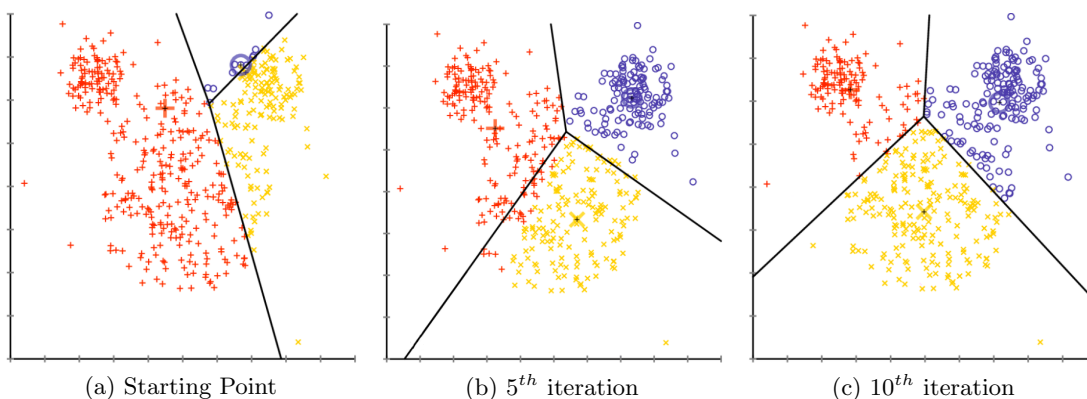 (a) Starting Point
(b) 5th iteration
(c) 10th iteration